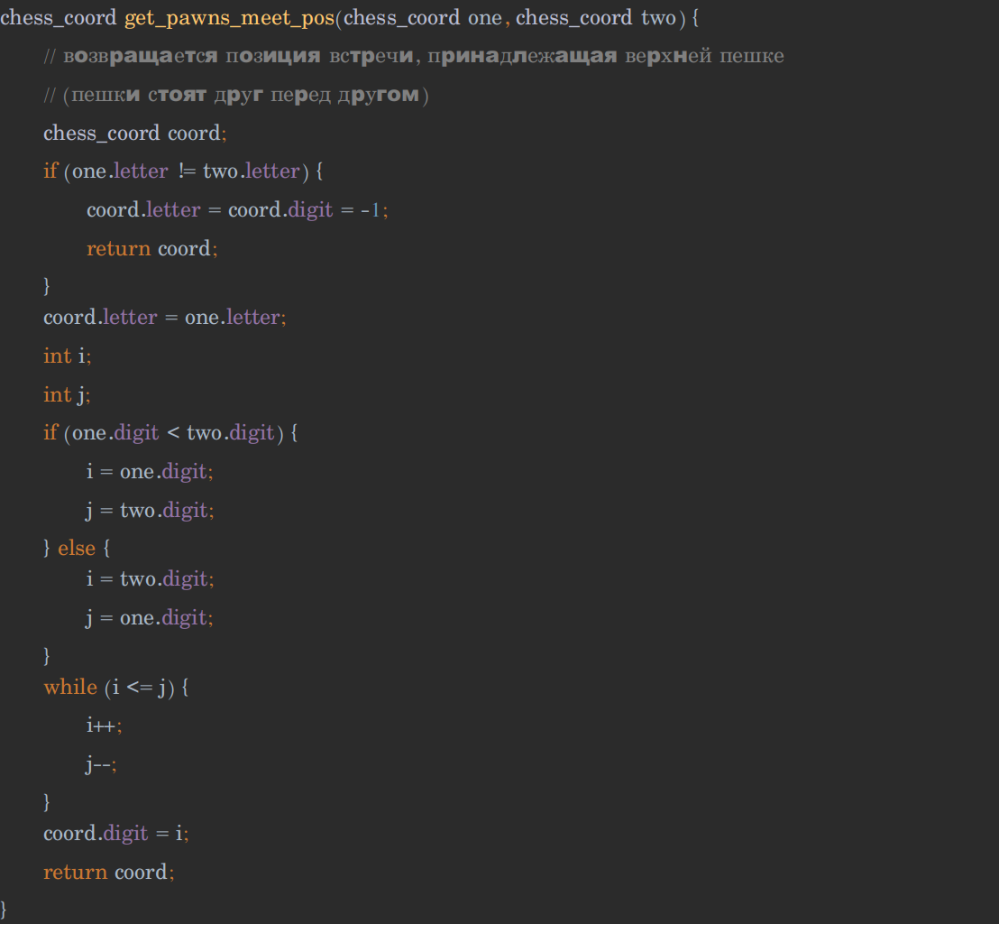 chess_coord get_pawns_meet_pos(chess_coord one, chess_coord two) {
// возвращается позиция встречи, принадлежащая верхней пешке
// (пешки стоят друг перед другом)
chess_coord coord;
if (one.letter != two.letter) {
coord.letter = coord.digit = -1;
return coord;
}
coord.letter = one.letter;
int i;
int j;
if (one.digit < two.digit) {
i = one.digit;
j = two.digit;
} else {
i = two.digit;
j = one.digit;
}
while (i <= j) {
i++;
j--;
}
coord.digit = i;
return coord;
}